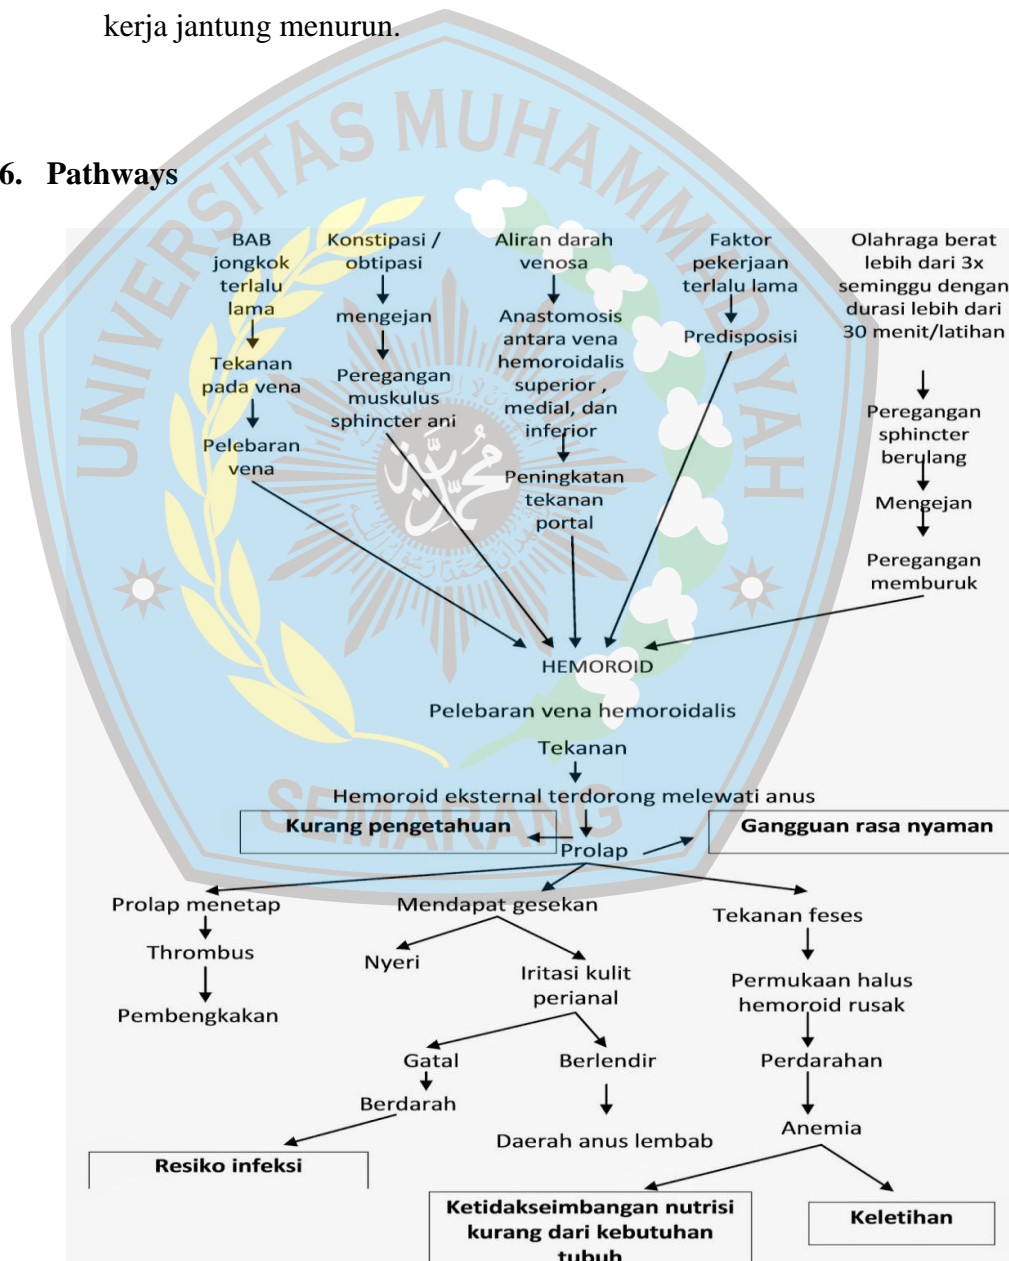 kerja jantung menurun.
UNIVERSITAS MUHAMMADIYAH
SEMARANG
6. Pathways
BAB
jongkok
terlalu
lama
Tekanan
pada vena
Pelebaran
vena
Konstipasi /
obtipasi
mengejan
Peregangan
muskulus
sphincter ani
Aliran darah
venosa
Anastomosis
antara vena
hemoroidalis
superior ,
medial, dan
inferior
Peningkatan
tekanan
portal
Faktor
pekerjaan
terlalu lama
Predisposisi
Olahraga berat
lebih dari 3x
seminggu dengan
durasi lebih dari
30 menit/latihan
Peregangan
sphincter
berulang
Mengejan
Peregangan
memburuk
HEMOROID
Pelebaran vena hemoroidalis
Tekanan
Hemoroid eksternal terdorong melewati anus
Kurang pengetahuan
Prolap
Gangguan rasa nyaman
Prolap menetap
Thrombus
Pembengkakan
Mendapat gesekan
Nyeri
Iritasi kulit
perianal
Gatal
Berdarah
Resiko infeksi
Berlendir
Daerah anus lembab
Tekanan feses
Permukaan halus
hemoroid rusak
Perdarahan
Anemia
Ketidakseimbangan nutrisi
kurang dari kebutuhan
tubuh
Keletihan